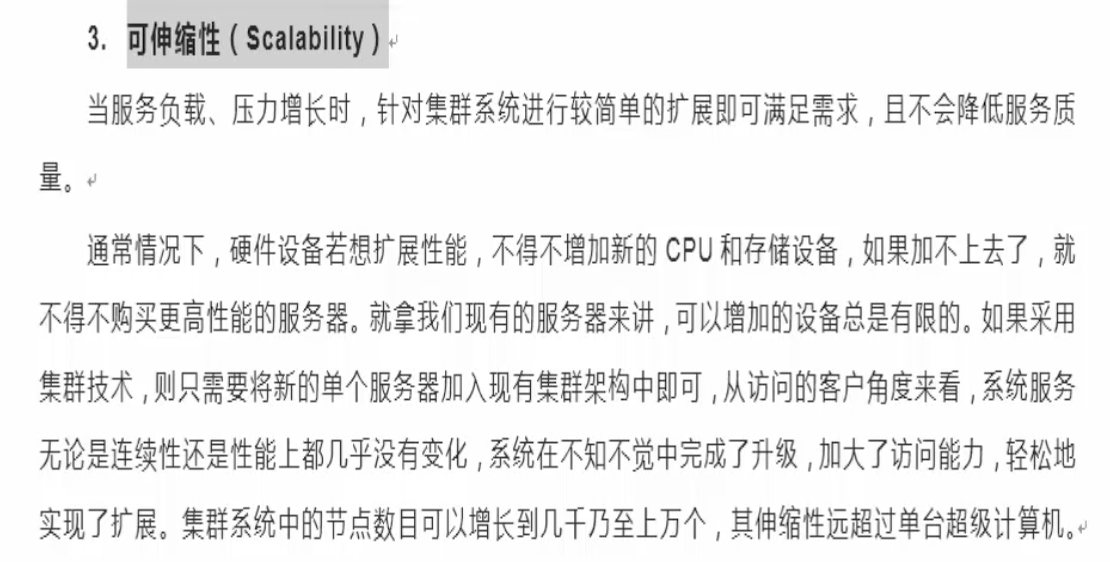 3. 可伸缩性（Scalability）
当服务负载、压力增长时，针对集群系统进行较简单的扩展即可满足需求，且不会降低服务质
量。
通常情况下，硬件设备若想扩展性能，不得不增加新的 CPU 和存储设备，如果加不上去了，就
不得不购买更高性能的服务器。就拿我们现有的服务器来讲，可以增加的设备总是有限的。如果采用
集群技术，则只需要将新的单个服务器加入现有集群架构中即可，从访问的客户角度来看，系统服务
无论是连续性还是性能上都几乎没有变化，系统在不知不觉中完成了升级，加大了访问能力，轻松地
实现了扩展。集群系统中的节点数目可以增长到几千乃至上万个，其伸缩性远超过单台超级计算机。